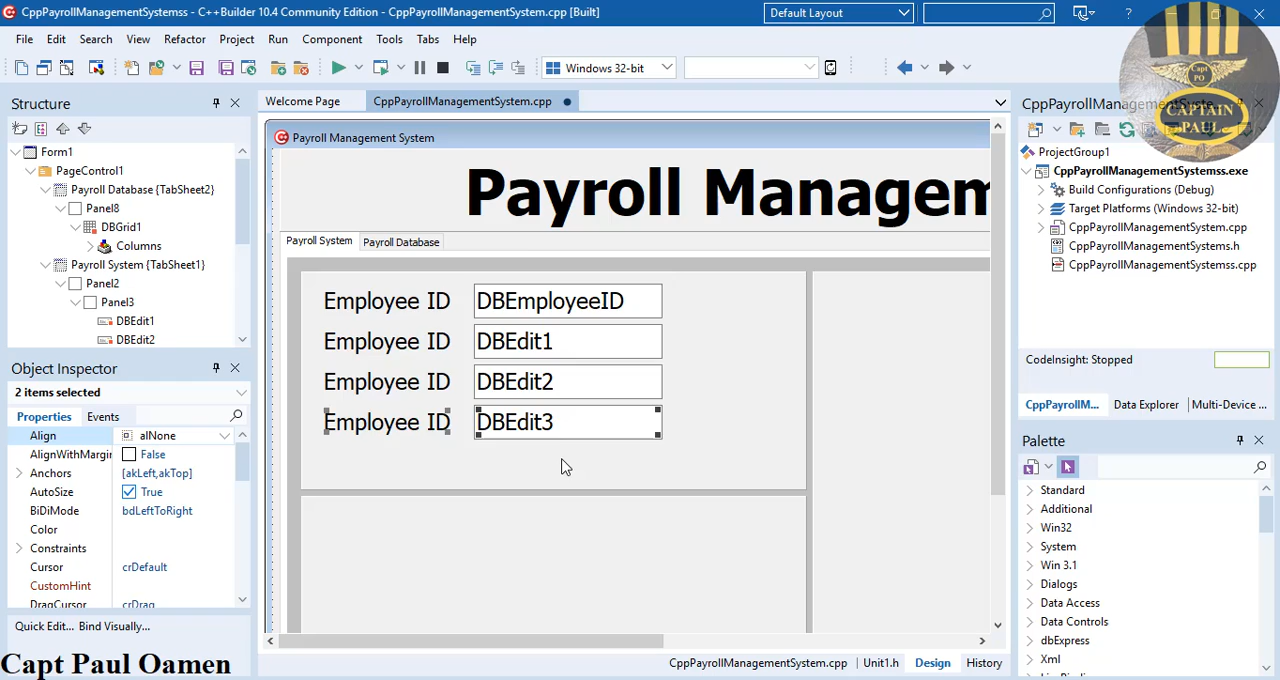 CppPayrollManagementSystemss - C++Builder 10.4 Community Edition - CppPayrollManagementSystem.cpp [Built]
Default Layout
?
File Edit Search View Refactor Project Run Component Tools Tabs Help
Windows 32-bit
Capt
PO
CAPTAIN
PAUL
Structure
Form1
PageControl1
Payroll Database {TabSheet2}
Panel8
DBGrid1
Columns
Payroll System {TabSheet1}
Panel2
Panel3
DBEdit1
DBEdit2
Object Inspector
2 items selected
Properties Events
Align alNone
AlignWithMargin False
Anchors [akLeft,akTop]
AutoSize True
BiDiMode bdLeftToRight
Color
Constraints
Cursor crDefault
CustomHint
DragCursor crDrag
Quick Edit... Bind Visually...
Capt Paul Oamen
Welcome Page CppPayrollManagementSystem.cpp
Payroll Management System
Payroll Managem
Payroll System Payroll Database
Employee ID DBEmployeeID
Employee ID DBEdit1
Employee ID DBEdit2
Employee ID DBEdit3
CppPayrollManagementSystem.cpp Unit1.h Design History
CppPayrollManagementSyste
ProjectGroup1
CppPayrollManagementSystemss.exe
Build Configurations (Debug)
Target Platforms (Windows 32-bit)
CppPayrollManagementSystem.cpp
CppPayrollManagementSystems.h
CppPayrollManagementSystemss.cpp
CodeInsight: Stopped
CppPayrollM... Data Explorer Multi-Device ...
Palette
Standard
Additional
Win32
System
Win 3.1
Dialogs
Data Access
Data Controls
dbExpress
Xml